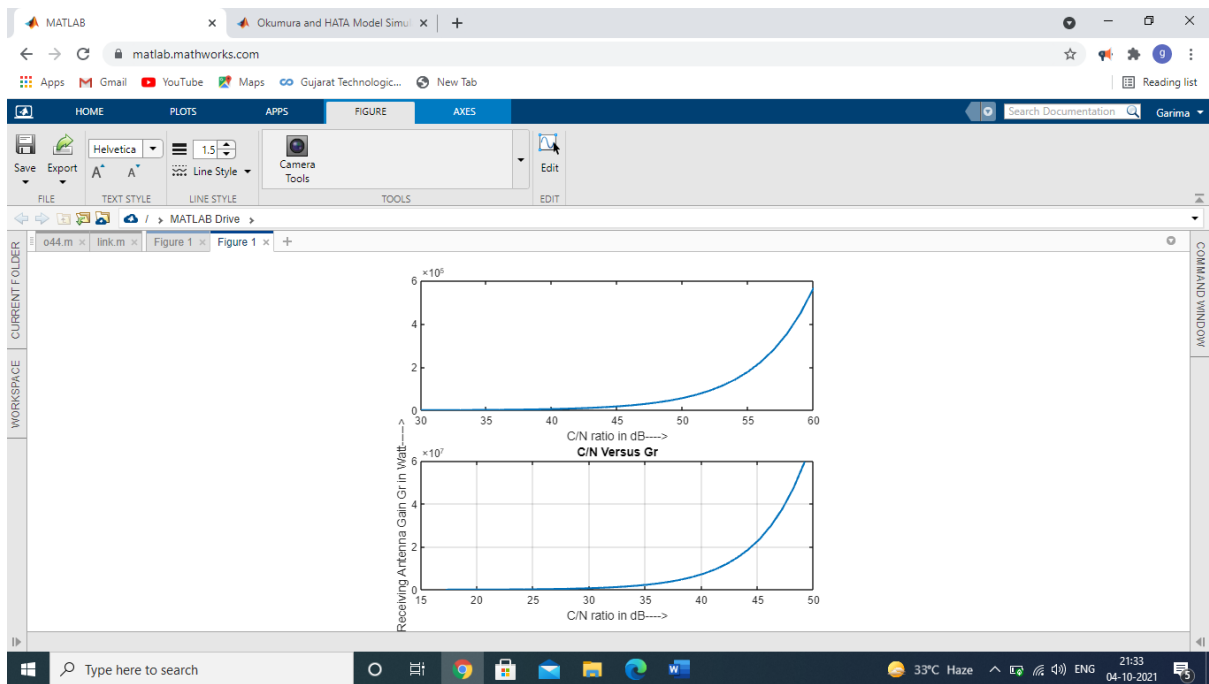 MATLAB
Okumura and HATA Model Simul
matlab.mathworks.com
g
Apps Gmail YouTube Maps Gujarat Technologic... New Tab Reading list
HOME PLOTS APPS FIGURE AXES Search Documentation Garima
Save Export Helvetica 1.5 Line Style Camera Tools Edit
A A
FILE TEXT STYLE LINE STYLE TOOLS EDIT
/ > MATLAB Drive >
o44.m × link.m × Figure 1 × Figure 1 × +
CURRENT FOLDER
WORKSPACE
COMMAND WINDOW
×10⁶
6
4
2
0
30 35 40 45 50 55 60
C/N ratio in dB---->
C/N Versus Gr
Receiving Antenna Gain Gr in Watt----->
×10⁷
6
4
2
0
15 20 25 30 35 40 45 50
C/N ratio in dB---->
Type here to search
33°C Haze ENG
21:33
04-10-2021
5